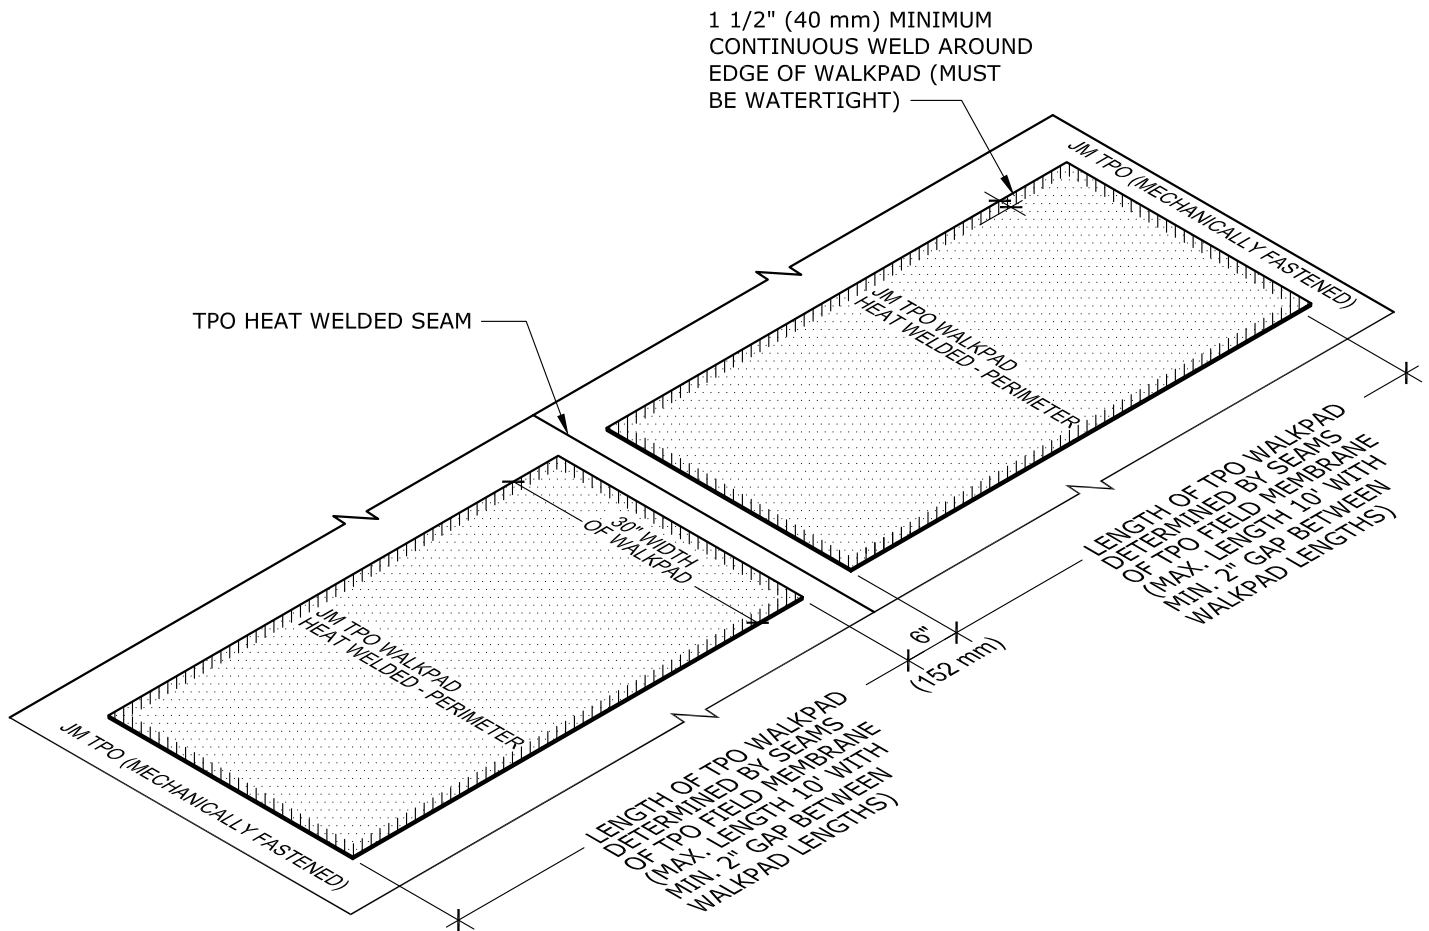 1 1/2" (40 mm) MINIMUM
CONTINUOUS WELD AROUND
EDGE OF WALKPAD (MUST
BE WATERTIGHT)
JM TPO (MECHANICALLY FASTENED)
TPO HEAT WELDED SEAM
JM TPO WALKPAD
HEAT WELDED - PERIMETER
LENGTH OF TPO WALKPAD
DETERMINED BY SEAMS
OF TPO FIELD MEMBRANE
(MAX. LENGTH 10' WITH
MIN. 2" GAP BETWEEN
WALKPAD LENGTHS)
30" WIDTH
OF WALKPAD
6"
(152 mm)
JM TPO WALKPAD
HEAT WELDED - PERIMETER
LENGTH OF TPO WALKPAD
DETERMINED BY SEAMS
OF TPO FIELD MEMBRANE
(MAX. LENGTH 10' WITH
MIN. 2" GAP BETWEEN
WALKPAD LENGTHS)
JM TPO (MECHANICALLY FASTENED)